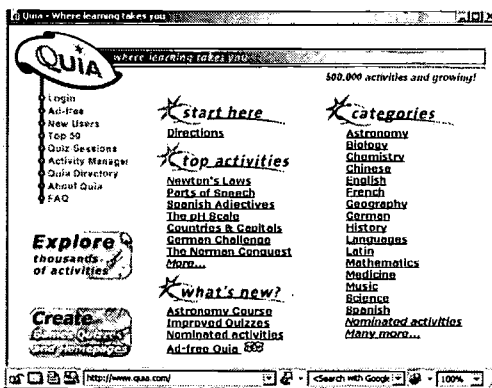 Quia - Where learning takes you
QUIA
where learning takes you
500,000 activities and growing!
Login
Ad-free
New Users
Top 50
Quiz Sessions
Activity Manager
Quia Directory
About Quia
FAQ
Explore
thousands
of activities
Create
start here
Directions
top activities
Newton's Laws
Parts of Speech
Spanish Adjectives
The pH Scale
Countries & Capitals
German Challenge
The Norman Conquest
More...
what's new?
Astronomy Course
Improved Quizzes
Nominated activities
Ad-free Quia
categories
Astronomy
Biology
Chemistry
Chinese
English
French
Geography
German
History
Languages
Latin
Mathematics
Medicine
Music
Science
Spanish
Nominated activities
Many more...
http://www.quia.com/
<Search with Google
100%